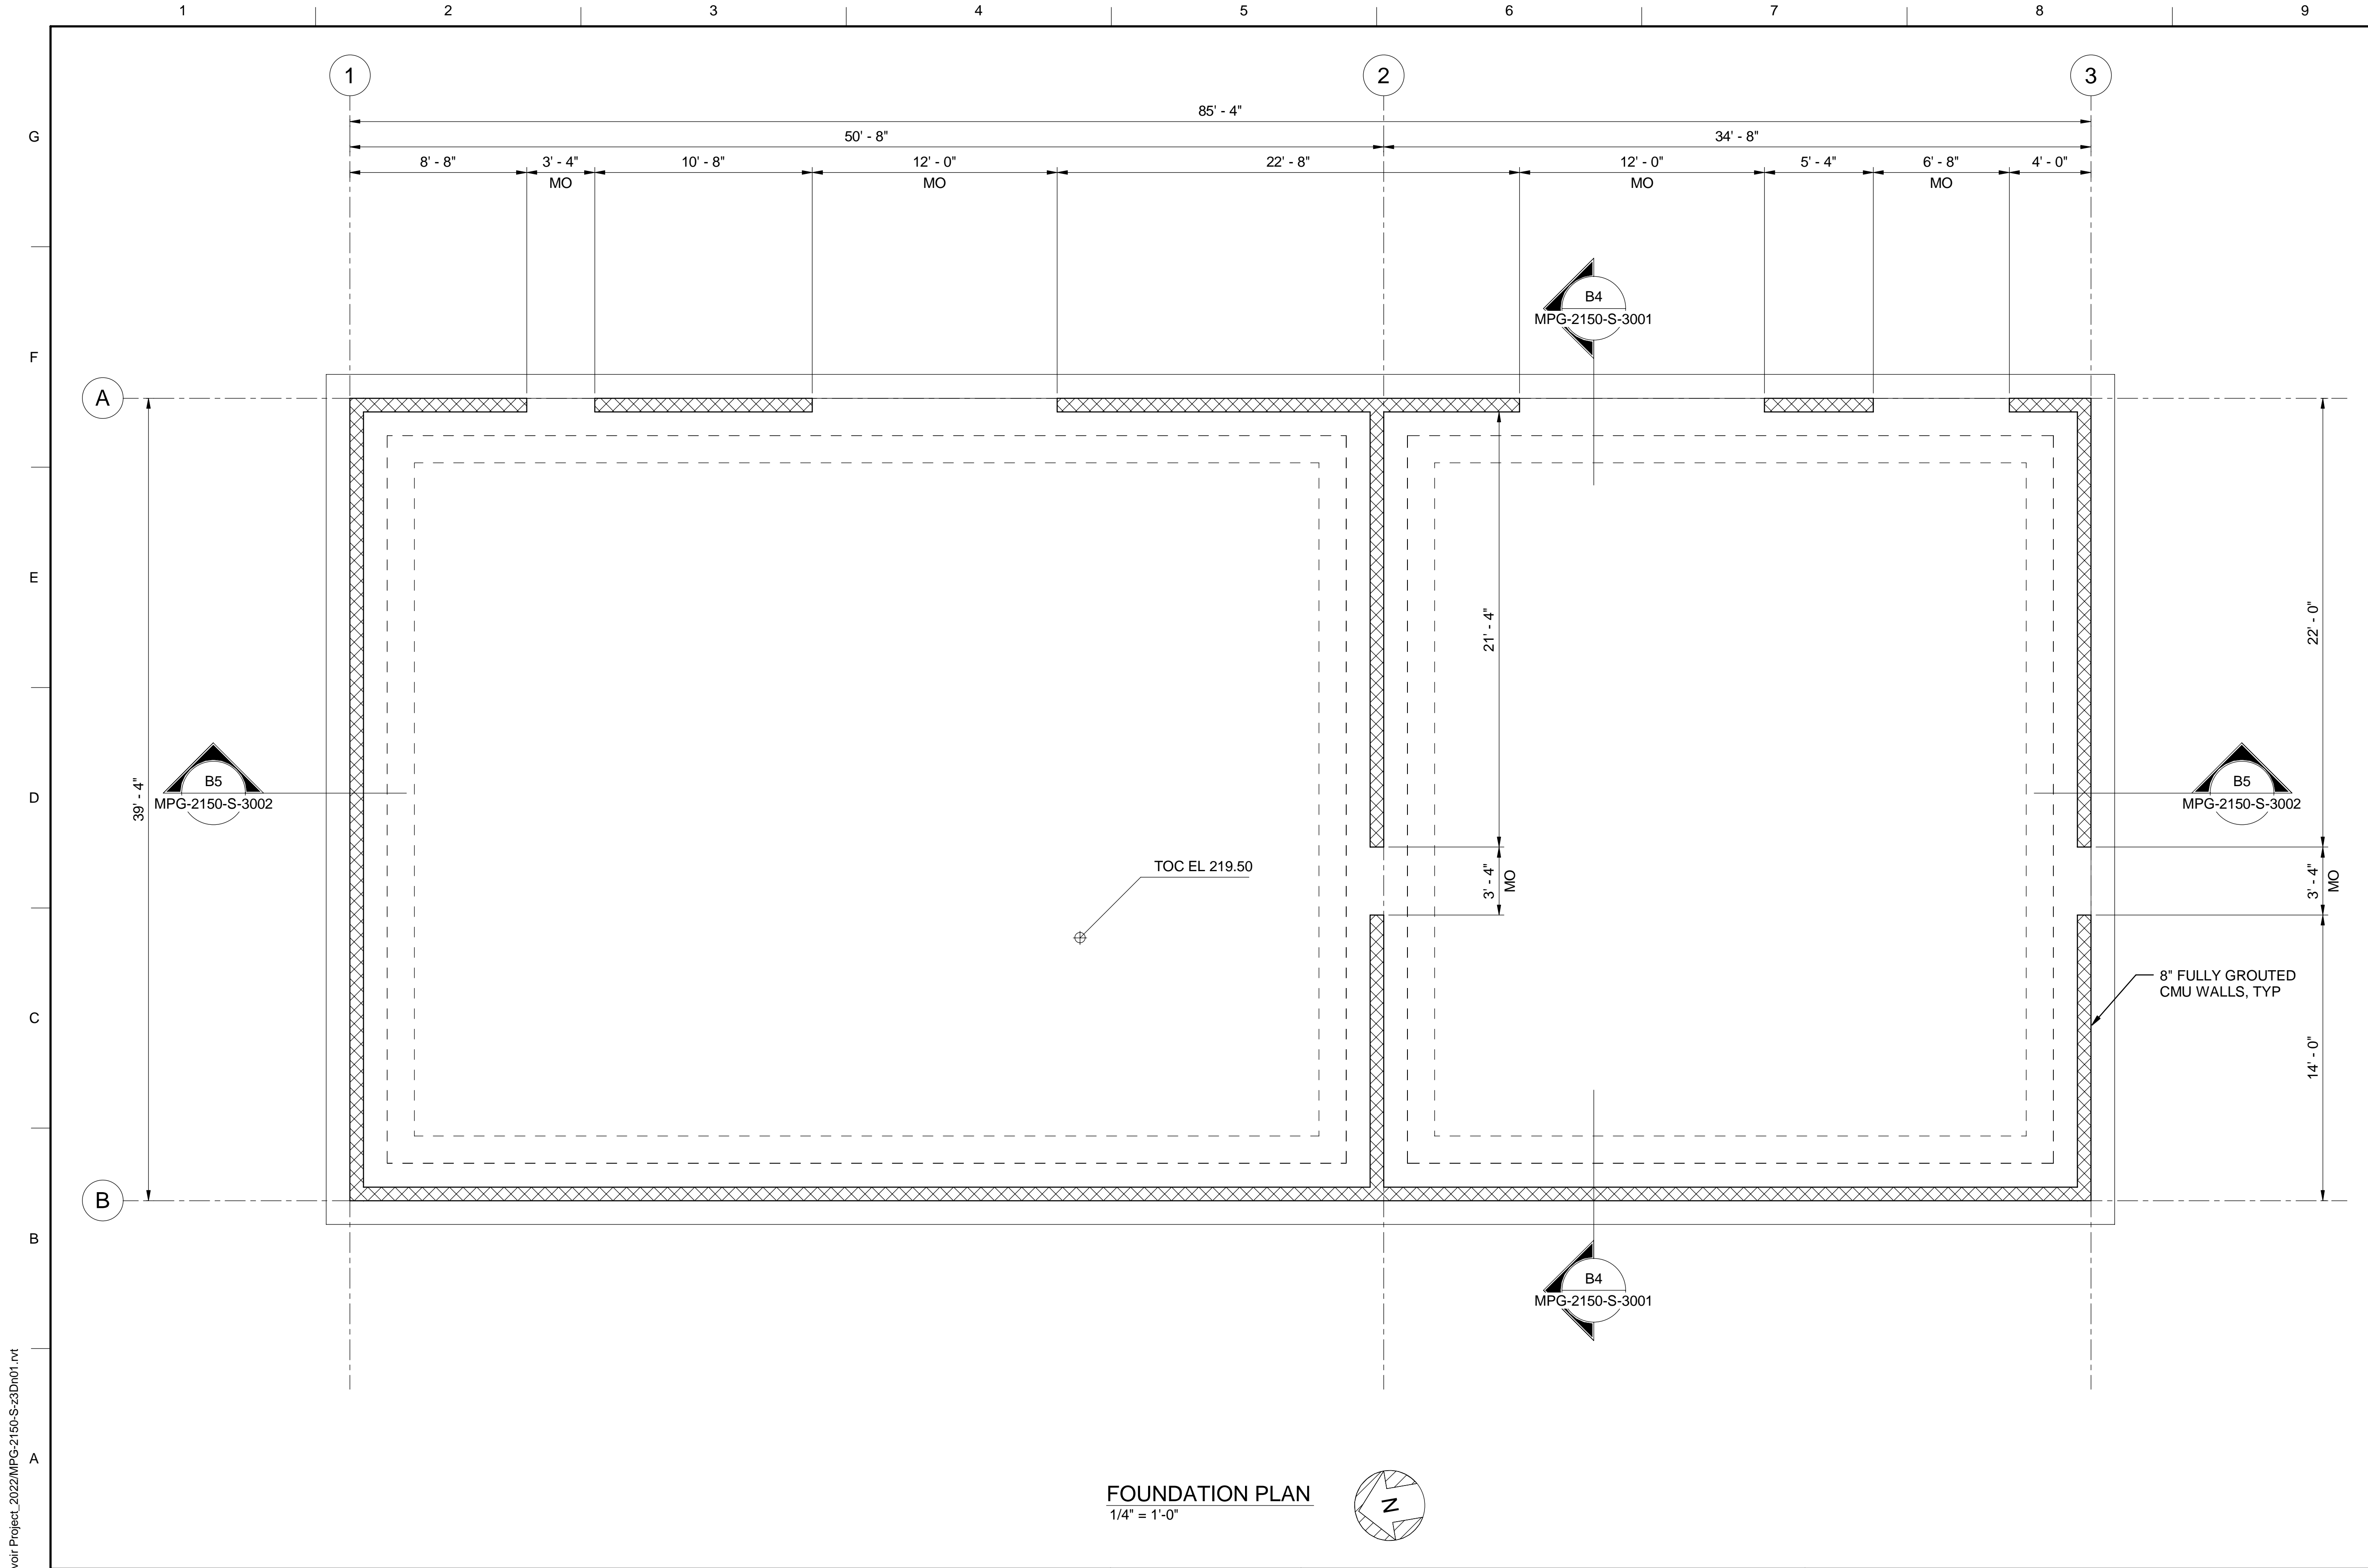 1 2 3 4 5 6 7 8 9
1 2 3
85' - 4"
G
50' - 8" 34' - 8"
8' - 8" 3' - 4" 10' - 8" 12' - 0" 22' - 8" 12' - 0" 5' - 4" 6' - 8" 4' - 0"
MO MO MO MO
B4
MPG-2150-S-3001
F
A
E
21' - 4"
22' - 0"
39' - 4"
D
B5
MPG-2150-S-3002
B5
MPG-2150-S-3002
TOC EL 219.50
3' - 4"
MO
3' - 4"
MO
8" FULLY GROUTED
CMU WALLS, TYP
C
14' - 0"
B
B
B4
MPG-2150-S-3001
A
voir Project_2022/MPG-2150-S-z3Dn01.rvt
FOUNDATION PLAN
1/4" = 1'-0"
N